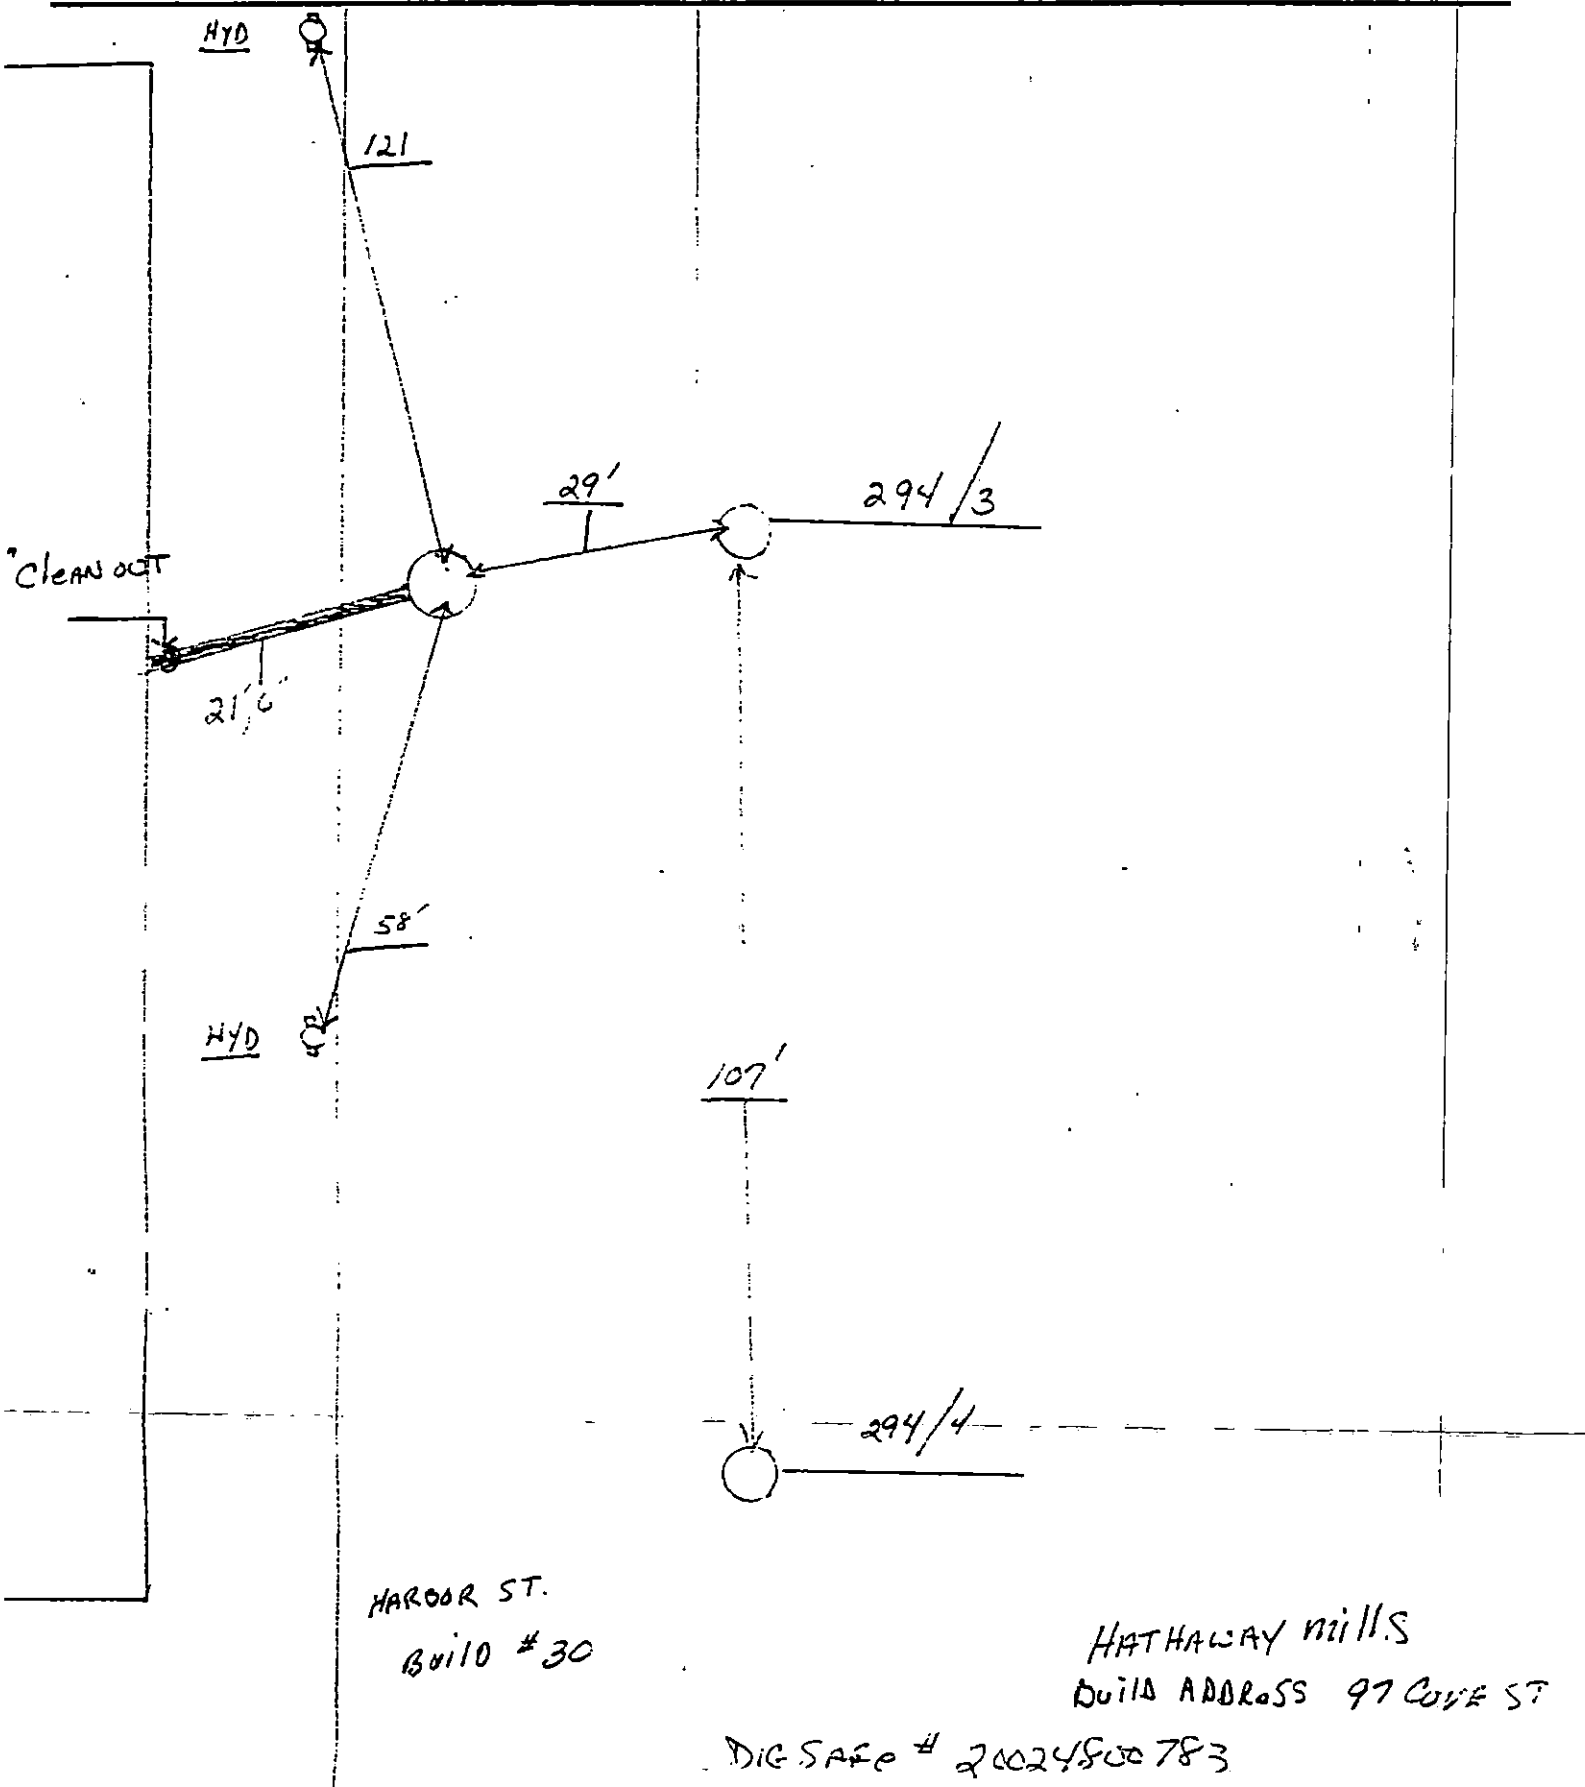 HYD
121
29'
294/3
"CleAN OUT
21'6"
58'
HYD
107'
294/4
HARBOR ST.
Build #30
HATHAWAY mills
Build ADDRess 97 COVE ST
DIG SAFe # 20024800783